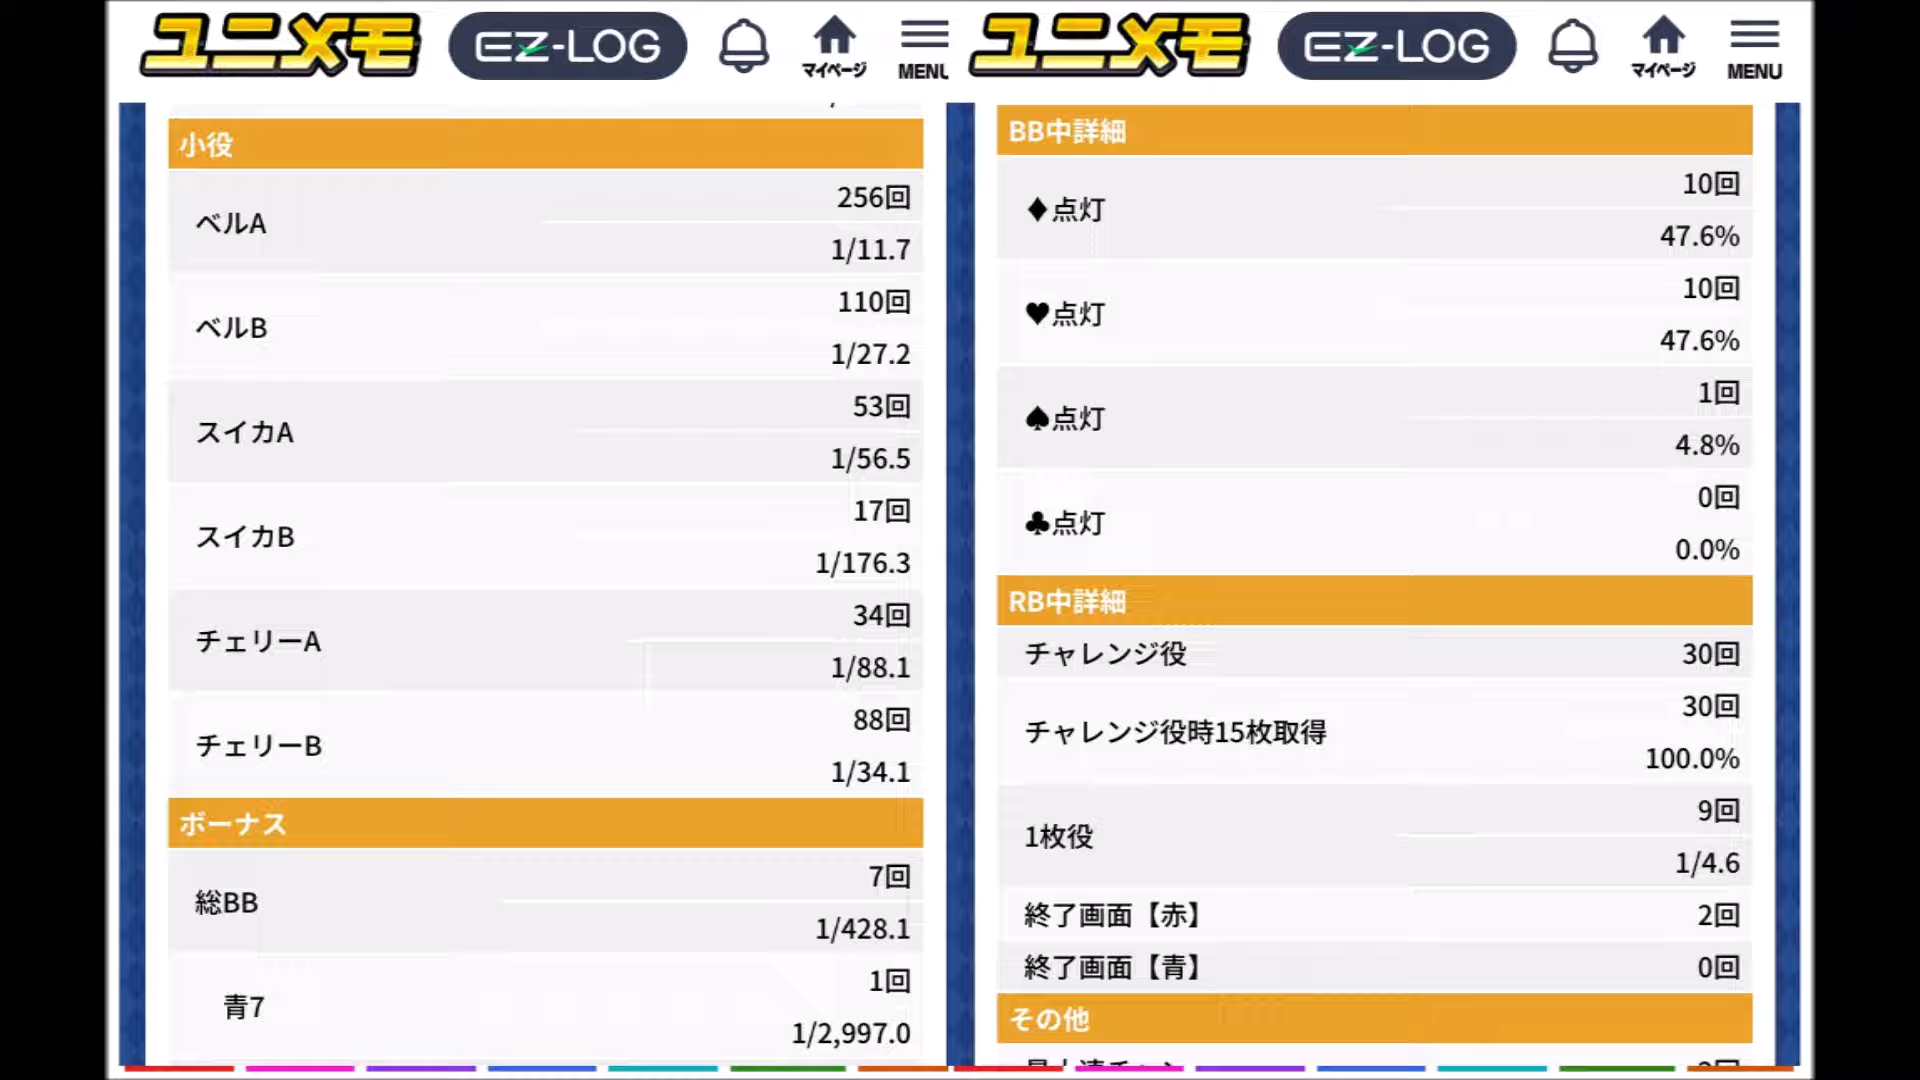 ユニメモ EZ-LOG マイページ MENU
小役
ベルA 256回
1/11.7
ベルB 110回
1/27.2
スイカA 53回
1/56.5
スイカB 17回
1/176.3
チェリーA 34回
1/88.1
チェリーB 88回
1/34.1
ボーナス
総BB 7回
1/428.1
青7 1回
1/2,997.0
ユニメモ EZ-LOG マイページ MENU
BB中詳細
♦点灯 10回
47.6%
♥点灯 10回
47.6%
♠点灯 1回
4.8%
♣点灯 0回
0.0%
RB中詳細
チャレンジ役 30回
チャレンジ役時15枚取得 30回
100.0%
1枚役 9回
1/4.6
終了画面【赤】 2回
終了画面【青】 0回
その他